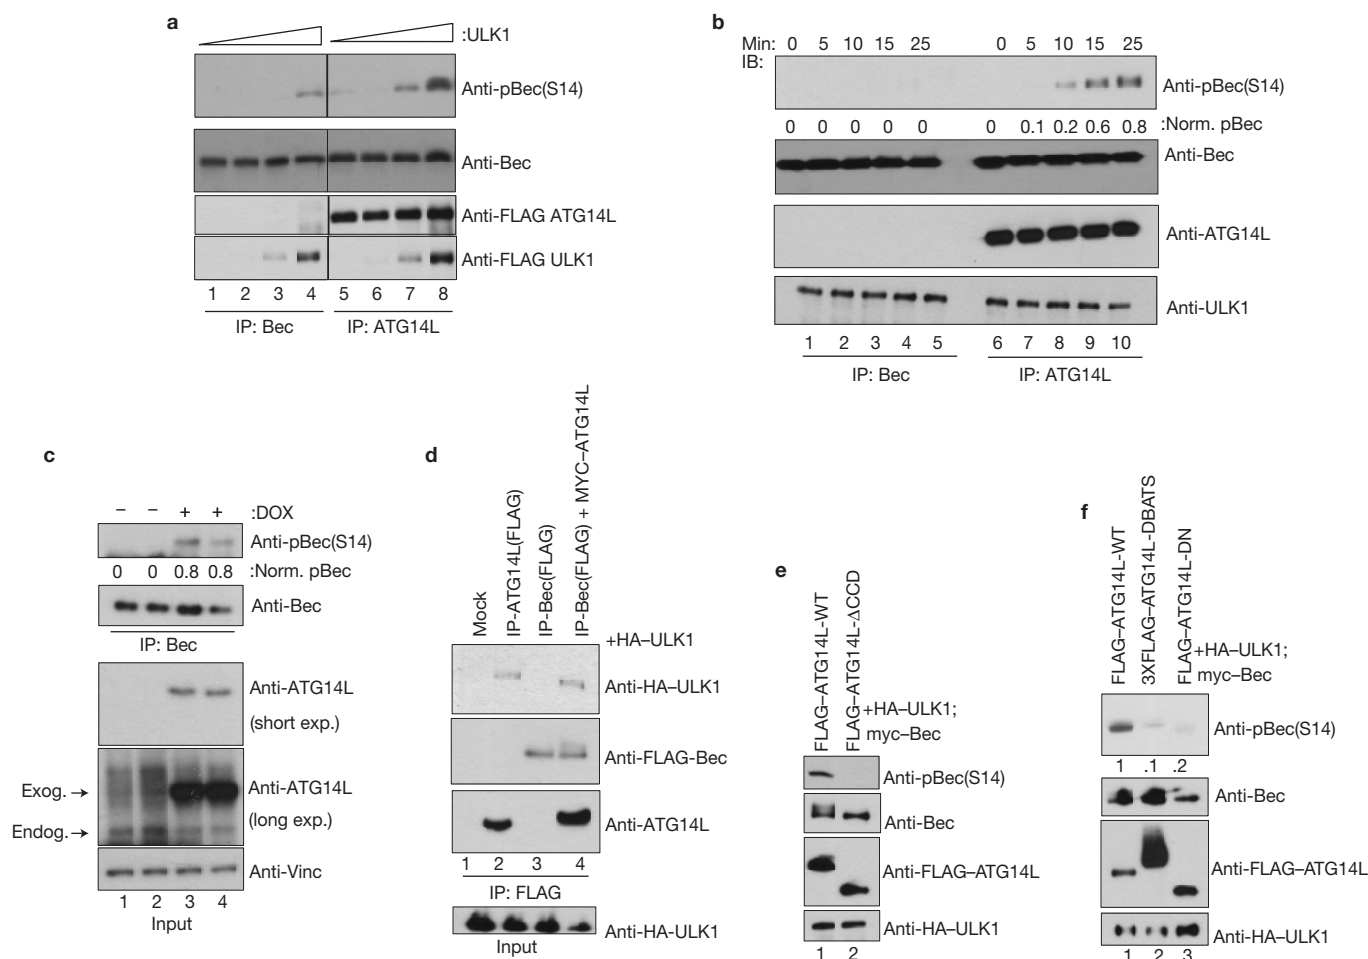 a
:ULK1
Anti-pBec(S14)
Anti-Bec
Anti-FLAG ATG14L
Anti-FLAG ULK1
1 2 3 4 5 6 7 8
IP: Bec IP: ATG14L
b
Min: 0 5 10 15 25 0 5 10 15 25
IB:
Anti-pBec(S14)
0 0 0 0 0 0 0.1 0.2 0.6 0.8 :Norm. pBec
Anti-Bec
Anti-ATG14L
Anti-ULK1
1 2 3 4 5 6 7 8 9 10
IP: Bec IP: ATG14L
c
– – + + :DOX
Anti-pBec(S14)
0 0 0.8 0.8 :Norm. pBec
Anti-Bec
IP: Bec
Anti-ATG14L
(short exp.)
Exog. → Anti-ATG14L
(long exp.)
Endog. →
Anti-Vinc
1 2 3 4
Input
d
Mock
IP-ATG14L(FLAG)
IP-Bec(FLAG)
IP-Bec(FLAG) + MYC–ATG14L
+HA–ULK1
Anti-HA–ULK1
Anti-FLAG-Bec
Anti-ATG14L
1 2 3 4
IP: FLAG
Anti-HA-ULK1
Input
e
FLAG–ATG14L-WT
FLAG–ATG14L-ΔCCD
+HA–ULK1;
myc–Bec
Anti-pBec(S14)
Anti-Bec
Anti-FLAG–ATG14L
Anti-HA–ULK1
1 2
f
FLAG–ATG14L-WT
3XFLAG–ATG14L-DBATS
FLAG–ATG14L-DN
+HA–ULK1;
myc–Bec
Anti-pBec(S14)
1 .1 .2
Anti-Bec
Anti-FLAG–ATG14L
Anti-HA–ULK1
1 2 3